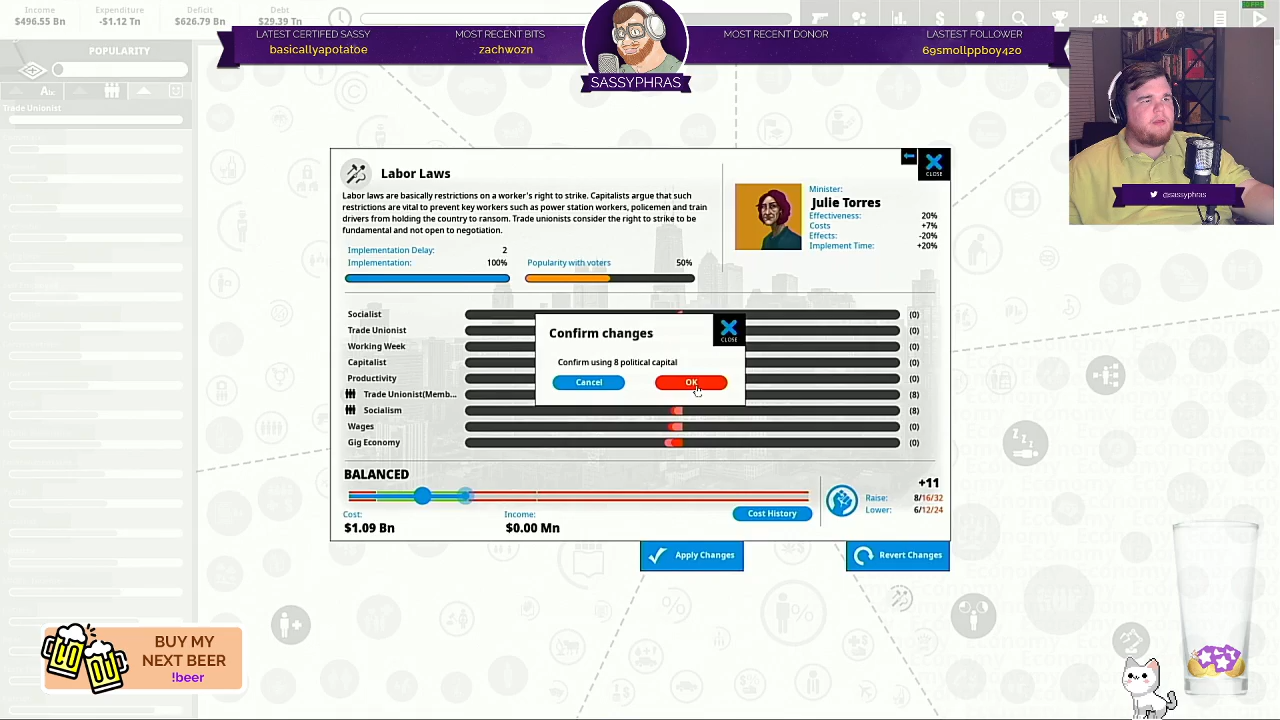 Income
$496.55 Bn
Expenditure
-$1.12 Tn
Deficit
$626.79 Bn
Debt
$29.39 Tn
LATEST CERTIFED SASSY
basicallyapotatoe
MOST RECENT BITS
zachwozn
SASSYPHRAS
MOST RECENT DONOR
LASTEST FOLLOWER
69smollppboy420
POPULARITY
Trade Unionist
@sassyphras
Labor Laws
Labor laws are basically restrictions on a worker's right to strike. Capitalists argue that such
restrictions are vital to prevent key workers such as power station workers, policemen and train
drivers from holding the country to ransom. Trade unionists consider the right to strike to be
fundamental and not open to negotiation.
Implementation Delay: 2
Implementation: 100%
Popularity with voters 50%
Minister:
Julie Torres
Effectiveness: 20%
Costs +7%
Effects: -20%
Implement Time: +20%
CLOSE
Socialist (0)
Trade Unionist (0)
Working Week (0)
Capitalist (0)
Productivity (0)
Trade Unionist(Memb... (8)
Socialism (8)
Wages (0)
Gig Economy (0)
Confirm changes
CLOSE
Confirm using 8 political capital
Cancel
OK
BALANCED
Cost:
$1.09 Bn
Income:
$0.00 Mn
Cost History
+11
Raise: 8/16/32
Lower: 6/12/24
Apply Changes
Revert Changes
BUY MY
NEXT BEER
!beer